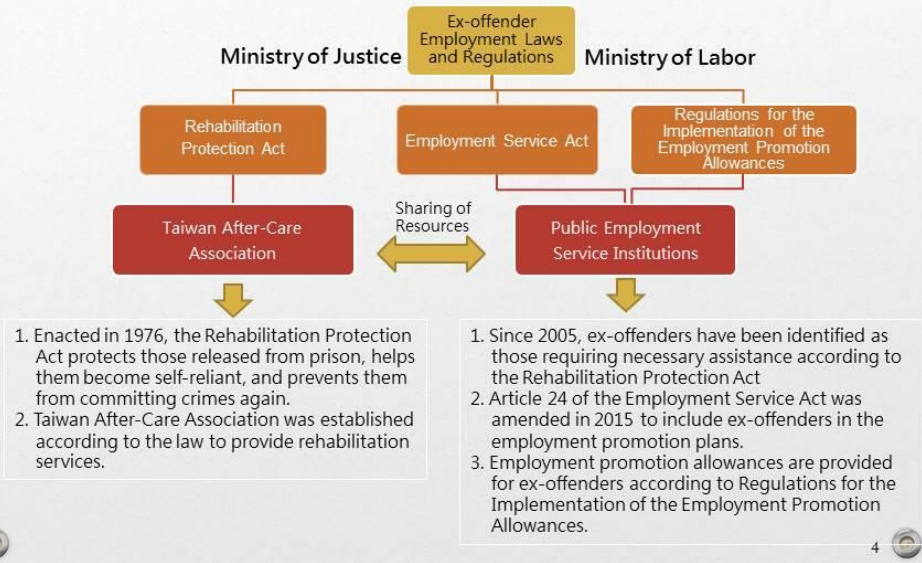 Ex-offender
Employment Laws
and Regulations
Ministry of Justice
Ministry of Labor
Rehabilitation
Protection Act
Employment Service Act
Regulations for the
Implementation of the
Employment Promotion
Allowances
Taiwan After-Care
Association
Sharing of
Resources
Public Employment
Service Institutions
1. Enacted in 1976, the Rehabilitation Protection
Act protects those released from prison, helps
them become self-reliant, and prevents them
from committing crimes again.
2. Taiwan After-Care Association was established
according to the law to provide rehabilitation
services.
1. Since 2005, ex-offenders have been identified as
those requiring necessary assistance according to
the Rehabilitation Protection Act
2. Article 24 of the Employment Service Act was
amended in 2015 to include ex-offenders in the
employment promotion plans.
3. Employment promotion allowances are provided
for ex-offenders according to Regulations for the
Implementation of the Employment Promotion
Allowances.
4